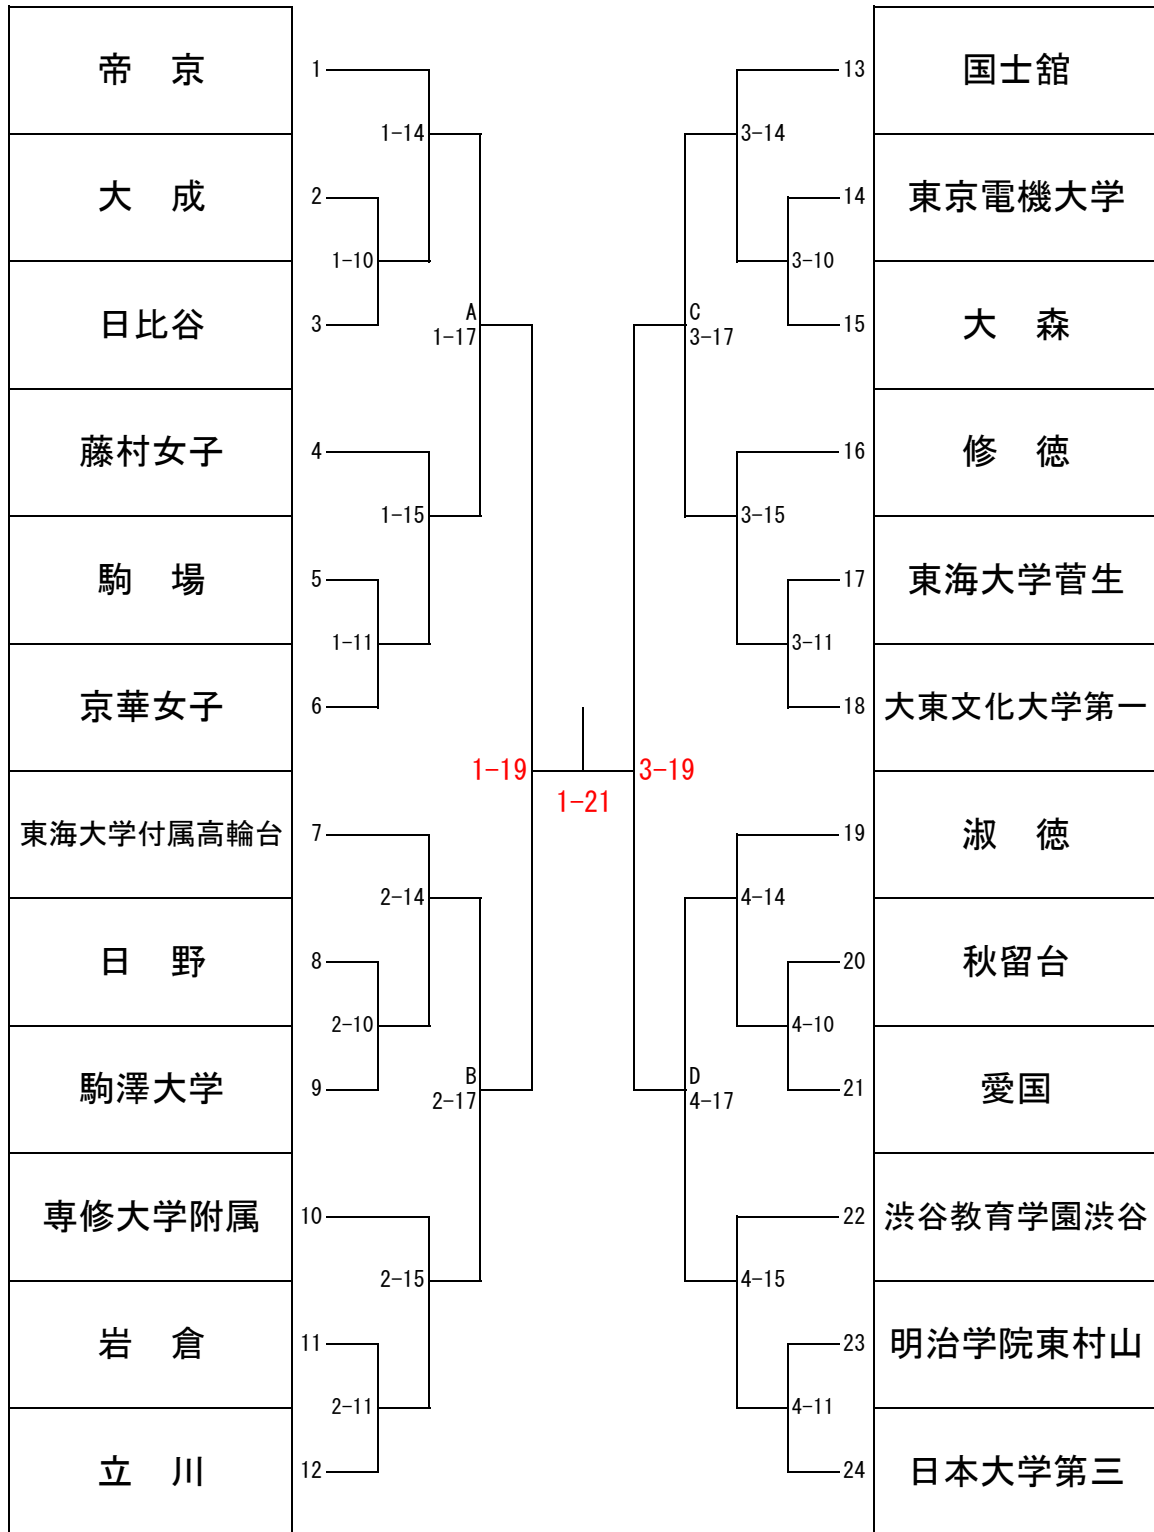 帝 京
1
13
国士舘
1-14
3-14
大 成
2
14
東京電機大学
1-10
3-10
日比谷
3
A
1-17
C
3-17
15
大 森
藤村女子
4
16
修 徳
1-15
3-15
駒 場
5
17
東海大学菅生
1-11
3-11
京華女子
6
18
大東文化大学第一
1-19
3-19
1-21
東海大学付属高輪台
7
19
淑 徳
2-14
4-14
日 野
8
20
秋留台
2-10
4-10
駒澤大学
9
B
2-17
D
4-17
21
愛国
専修大学附属
10
22
渋谷教育学園渋谷
2-15
4-15
岩 倉
11
23
明治学院東村山
2-11
4-11
立 川
12
24
日本大学第三